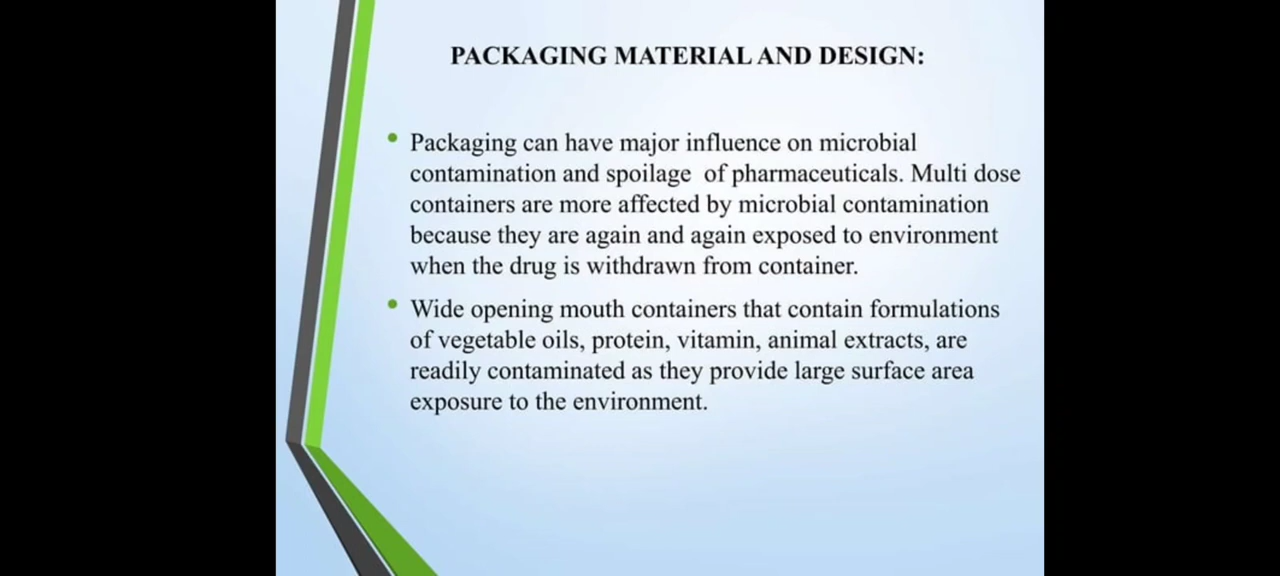 PACKAGING MATERIAL AND DESIGN:
Packaging can have major influence on microbial
contamination and spoilage of pharmaceuticals. Multi dose
containers are more affected by microbial contamination
because they are again and again exposed to environment
when the drug is withdrawn from container.
Wide opening mouth containers that contain formulations
of vegetable oils, protein, vitamin, animal extracts, are
readily contaminated as they provide large surface area
exposure to the environment.